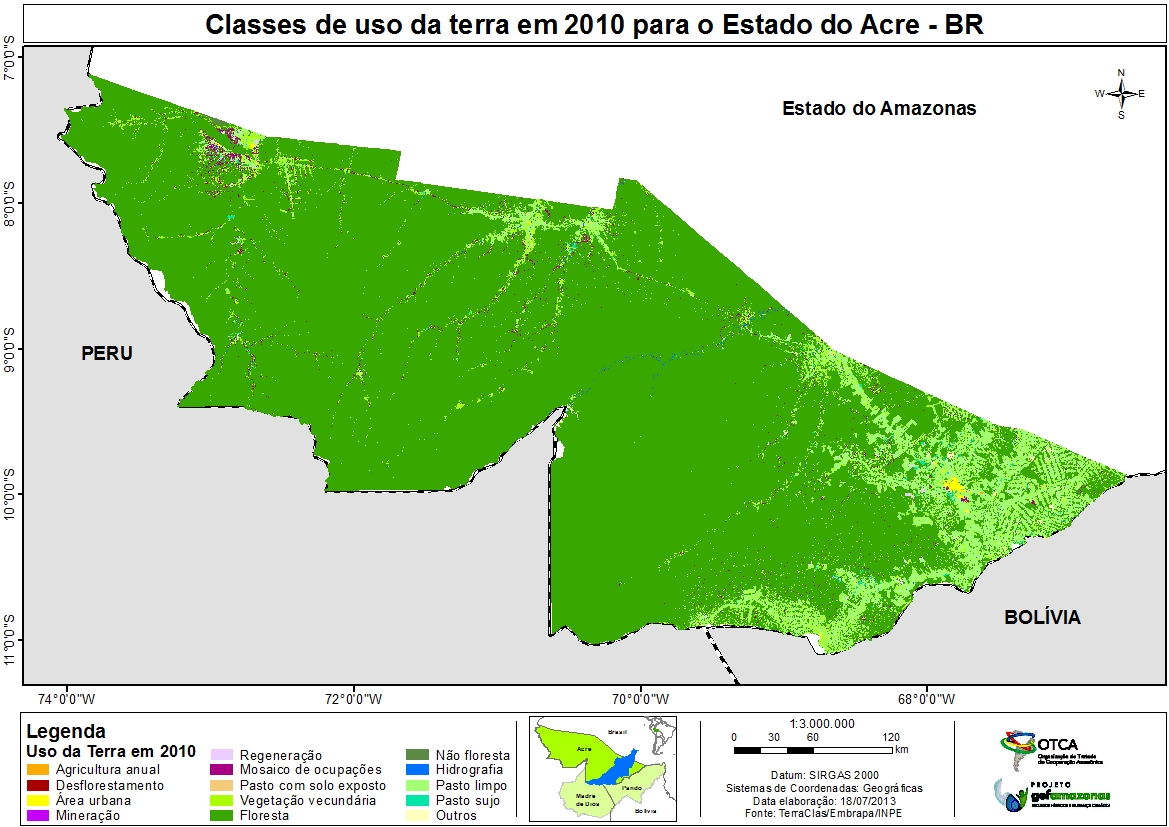 Classes de uso da terra em 2010 para o Estado do Acre - BR
7°0'0"S
8°0'0"S
9°0'0"S
10°0'0"S
11°0'0"S
N
W E
S
Estado do Amazonas
PERU
BOLÍVIA
74°0'0"W
72°0'0"W
70°0'0"W
68°0'0"W
Legenda
Uso da Terra em 2010
Agricultura anual
Desflorestamento
Área urbana
Mineração
Regeneração
Mosaico de ocupações
Pasto com solo exposto
Vegetação vecundária
Floresta
Não floresta
Hidrografia
Pasto limpo
Pasto sujo
Outros
Brasil
Acre
Pando
Madre
de Dios
Bolívia
1:3.000.000
0 30 60 120
km
Datum: SIRGAS 2000
Sistemas de Coordenadas: Geográficas
Data elaboração: 18/07/2013
Fonte: TerraClas/Embrapa/INPE
OTCA
Organização do Tratado
de Cooperação Amazônica
PROJETO
gefamazonas